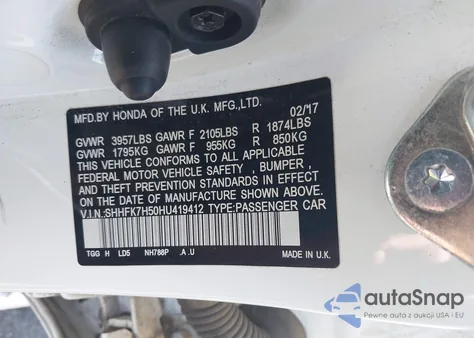 MFD.BY HONDA OF THE U.K. MFG.,LTD.
02/17
GVWR 3957LBS GAWR F 2105LBS R 1874LBS
GVWR 1795KG GAWR F 955KG R 850KG
THIS VEHICLE CONFORMS TO ALL APPLICABLE
FEDERAL MOTOR VEHICLE SAFETY , BUMPER ,
AND THEFT PREVENTION STANDARDS IN
EFFECT ON THE DATE OF MANUFACTURE
SHOWN ABOVE.
V.I.N:SHHFK7H50HU419412 TYPE:PASSENGER CAR
TGG H LD5 NH788P .A .U MADE IN U.K.
autoSnap
Pewne auta z aukcji USA i EU